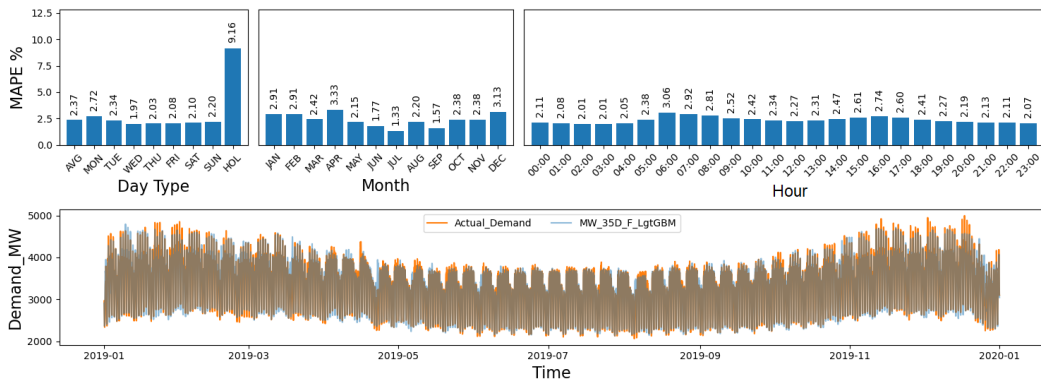 MAPE %
12.5
10.0
7.5
5.0
2.5
0.0
2.37 2.72 2.34 1.97 2.03 2.08 2.10 2.20 9.16
AVG MON TUE WED THU FRI SAT SUN HOL
Day Type
2.91 2.91 2.42 3.33 2.15 1.77 1.33 2.20 1.57 2.38 2.38 3.13
JAN FEB MAR APR MAY JUN JUL AUG SEP OCT NOV DEC
Month
2.11 2.08 2.01 2.01 2.05 2.38 3.06 2.92 2.81 2.52 2.42 2.34 2.27 2.31 2.47 2.61 2.74 2.60 2.41 2.27 2.19 2.13 2.11 2.07
00:00 01:00 02:00 03:00 04:00 05:00 06:00 07:00 08:00 09:00 10:00 11:00 12:00 13:00 14:00 15:00 16:00 17:00 18:00 19:00 20:00 21:00 22:00 23:00
Hour
Demand_MW
5000
4000
3000
2000
Actual_Demand MW_35D_F_LgtGBM
2019-01 2019-03 2019-05 2019-07 2019-09 2019-11 2020-01
Time